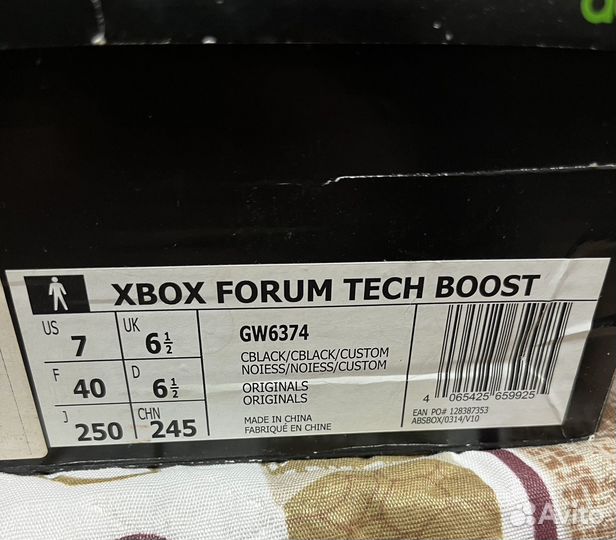 XBOX FORUM TECH BOOST
US 7 UK 6½
F 40 D 6½
J 250 CHN 245
GW6374
CBLACK/CBLACK/CUSTOM
NOIESS/NOIESS/CUSTOM
ORIGINALS
ORIGINALS
MADE IN CHINA
FABRIQUÉ EN CHINE
4 065425 659925
EAN PO# 128387353
ABSBOX/0314/V10
Avito